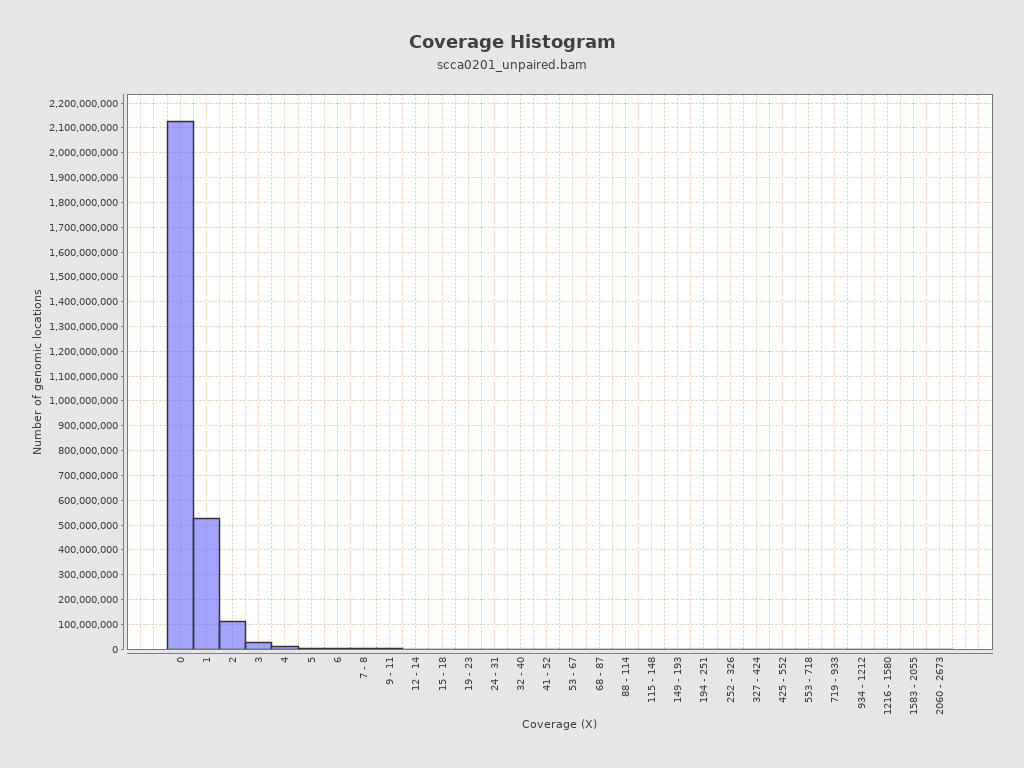 Coverage Histogram
scca0201_unpaired.bam
Number of genomic locations
2,200,000,000
2,100,000,000
2,000,000,000
1,900,000,000
1,800,000,000
1,700,000,000
1,600,000,000
1,500,000,000
1,400,000,000
1,300,000,000
1,200,000,000
1,100,000,000
1,000,000,000
900,000,000
800,000,000
700,000,000
600,000,000
500,000,000
400,000,000
300,000,000
200,000,000
100,000,000
0
0
1
2
3
4
5
6
7 - 8
9 - 11
12 - 14
15 - 18
19 - 23
24 - 31
32 - 40
41 - 52
53 - 67
68 - 87
88 - 114
115 - 148
149 - 193
194 - 251
252 - 326
327 - 424
425 - 552
553 - 718
719 - 933
934 - 1212
1216 - 1580
1583 - 2055
2060 - 2673
Coverage (X)